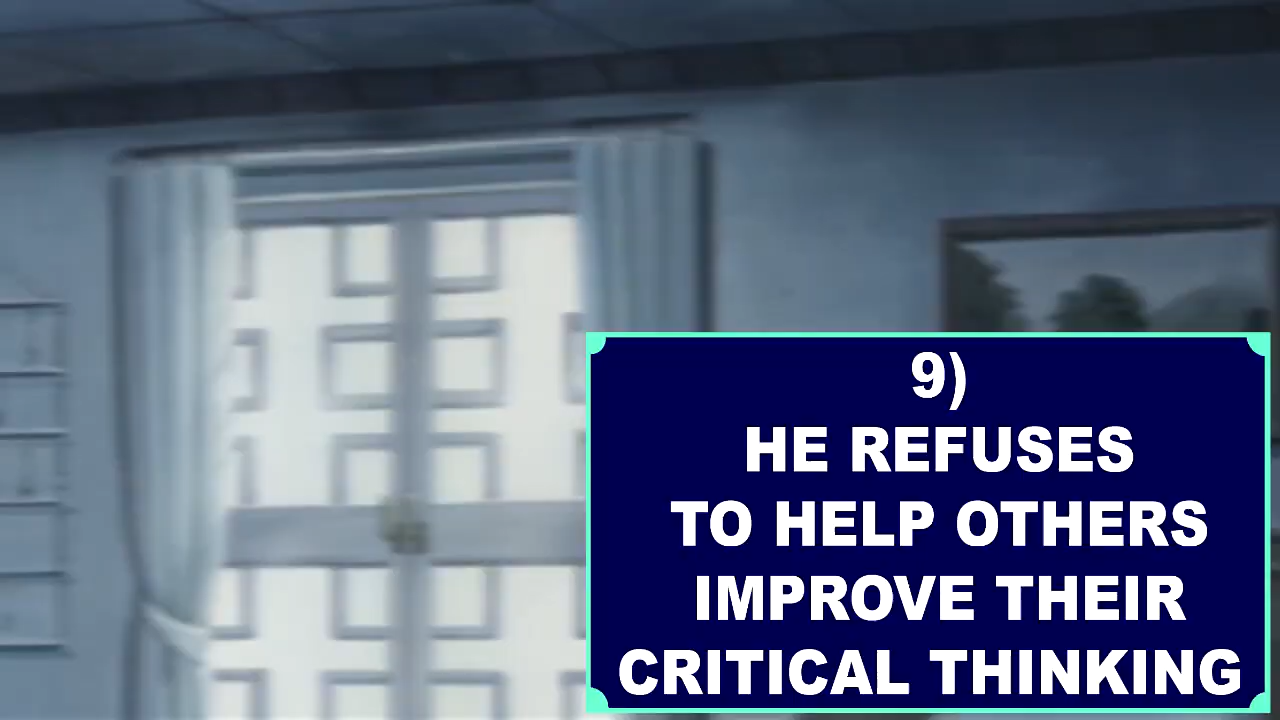 9)
HE REFUSES
TO HELP OTHERS
IMPROVE THEIR
CRITICAL THINKING